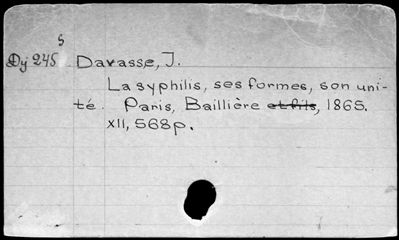 5
Dy 245 Davasse, J.
La syphilis, ses formes, son uni-
té. Paris, Baillière et fils, 1865.
XII, 568p.